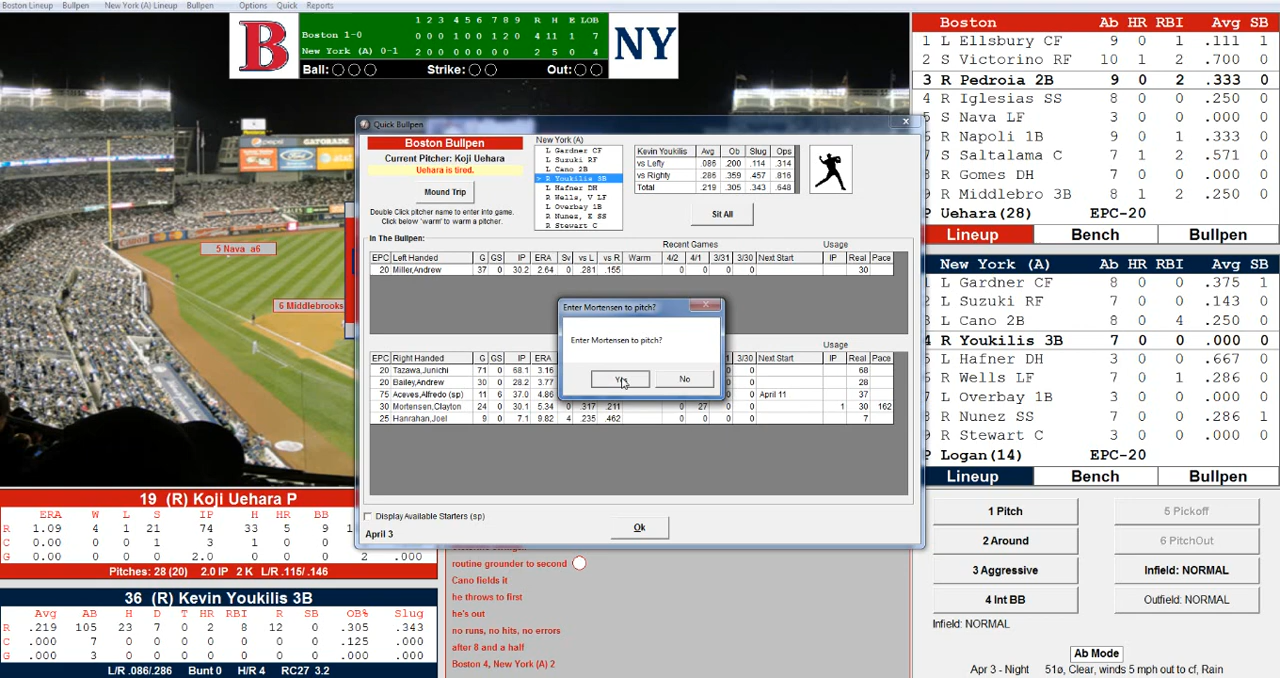 Boston Lineup Bullpen New York (A) Lineup Bullpen Options Quick Reports
B
1 2 3 4 5 6 7 8 9 R H E LOB
Boston 1-0 0 0 0 1 0 0 1 2 0 4 11 1 7
New York (A) 0-1 2 0 0 0 0 0 0 0 2 5 0 4
Ball: Strike: Out:
NY
Boston Ab HR RBI Avg SB
1 L Ellsbury CF 9 0 1 .111 1
2 S Victorino RF 10 1 2 .700 0
3 R Pedroia 2B 9 0 2 .333 0
4 R Iglesias SS 8 0 0 .250 0
5 S Nava LF 3 0 0 .000 0
6 R Napoli 1B 9 0 1 .333 0
7 S Saltalama C 7 1 2 .571 0
8 R Gomes DH 7 0 0 .000 0
9 R Middlebro 3B 8 1 2 .250 0
P Uehara(28) EPC-20
Lineup Bench Bullpen
New York (A) Ab HR RBI Avg SB
1 L Gardner CF 8 0 0 .375 1
2 L Suzuki RF 7 0 0 .143 0
3 L Cano 2B 8 0 4 .250 0
4 R Youkilis 3B 7 0 0 .000 0
5 L Hafner DH 3 0 0 .667 0
6 R Wells LF 7 0 1 .286 0
7 L Overbay 1B 3 0 0 .000 0
8 R Nunez SS 7 0 0 .286 1
9 R Stewart C 3 0 0 .000 0
P Logan(14) EPC-20
Lineup Bench Bullpen
1 Pitch 5 Pickoff
2 Around 6 PitchOut
3 Aggressive Infield: NORMAL
4 Int BB Outfield: NORMAL
Infield: NORMAL
Ab Mode
Apr 3 - Night 51ø, Clear, winds 5 mph out to cf, Rain
5 Nava a6
6 Middlebrooks
Quick Bullpen
Boston Bullpen
Current Pitcher: Koji Uehara
Uehara is tired.
Mound Trip
Double Click pitcher name to enter into game.
Click below 'warm' to warm a pitcher.
New York (A)
L Gardner CF
L Suzuki RF
L Cano 2B
> R Youkilis 3B
L Hafner DH
R Wells, V LF
L Overbay 1B
R Nunez, E SS
R Stewart C
Kevin Youkilis Avg Ob Slug Ops
vs Lefty .086 .200 .114 .314
vs Righty .286 .359 .457 .816
Total .219 .305 .343 .648
Sit All
In The Bullpen: Recent Games Usage
EPC Left Handed G GS IP ERA Sv vs L vs R Warm 4/2 4/1 3/31 3/30 Next Start IP Real Pace
20 Miller,Andrew 37 0 30.2 2.64 0 .281 .155 0 0 0 0 30
Usage
EPC Right Handed G GS IP ERA 3/30 Next Start IP Real Pace
20 Tazawa,Junichi 71 0 68.1 3.16 0 68
20 Bailey,Andrew 30 0 28.2 3.77 0 37
75 Aceves,Alfredo (sp) 11 6 37.0 4.86 0 April 11
30 Mortensen,Clayton 24 0 30.1 5.34 0 .317 .211 0 27 0 0 1 30 162
25 Hanrahan,Joel 9 0 7.1 9.82 4 .235 .462 0 0 0 0 7
Display Available Starters (sp)
April 3
Ok
Enter Mortensen to pitch?
Enter Mortensen to pitch?
No
19 (R) Koji Uehara P
ERA W L S IP H HR BB
R 1.09 4 1 21 74 33 5 9
C 0.00 0 0 1 3 1 0 0
G 0.00 0 0 0 2.0 0 0 0 2 .000
Pitches: 28 (20) 2.0 IP 2 K L/R .115/ .146
36 (R) Kevin Youkilis 3B
Avg AB H D T HR RBI R SB OB% Slug
R .219 105 23 7 0 2 8 12 0 .305 .343
C .000 7 0 0 0 0 0 0 0 .125 .000
G .000 3 0 0 0 0 0 0 0 .000 .000
L/R .086/.286 Bunt 0 H/R 4 RC27 3.2
routine grounder to second
Cano fields it
he throws to first
he's out
no runs, no hits, no errors
after 8 and a half
Boston 4, New York (A) 2